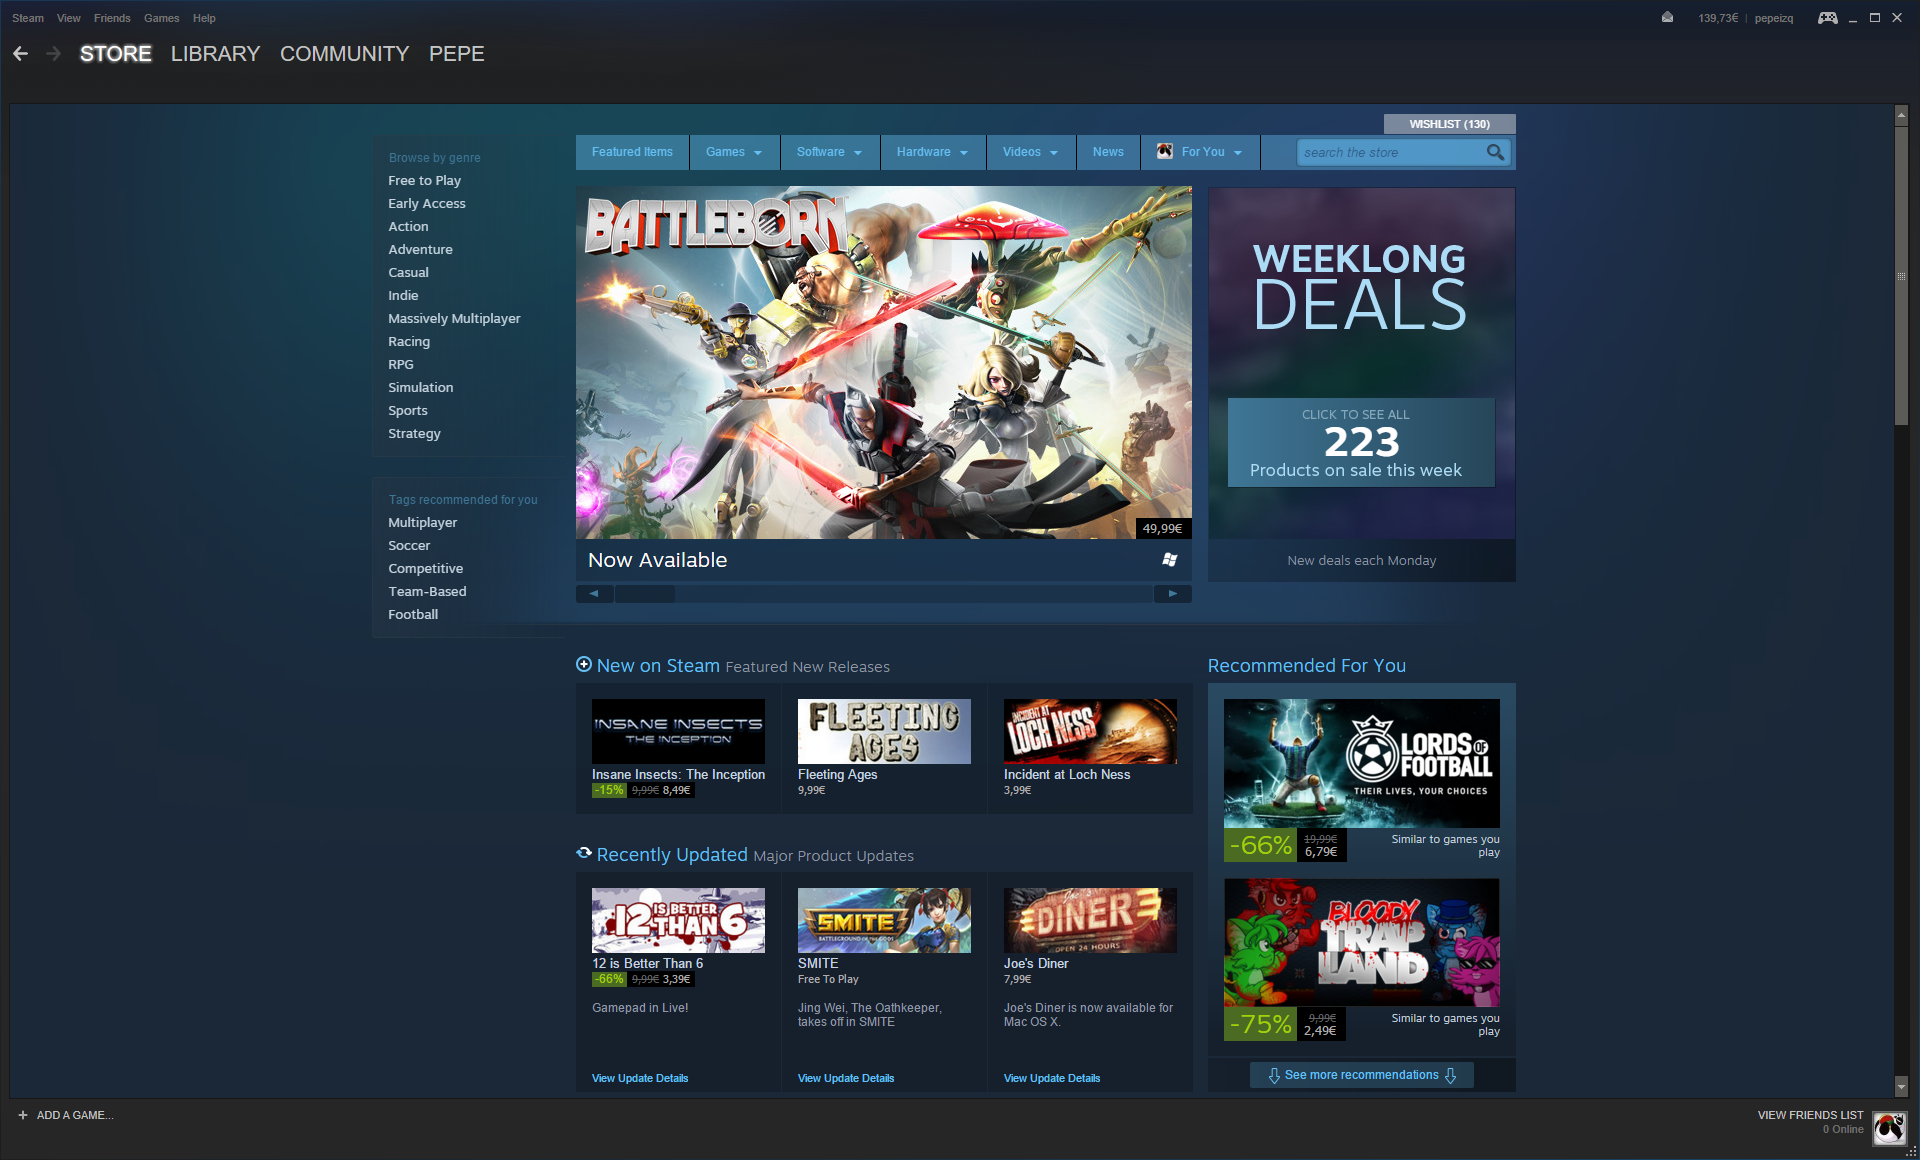 Steam View Friends Games Help
139,73€ | pepeizq
STORE LIBRARY COMMUNITY PEPE
WISHLIST (130)
Featured Items Games Software Hardware Videos News For You search the store
Browse by genre
Free to Play
Early Access
Action
Adventure
Casual
Indie
Massively Multiplayer
Racing
RPG
Simulation
Sports
Strategy
Tags recommended for you
Multiplayer
Soccer
Competitive
Team-Based
Football
BATTLEBORN
49,99€
Now Available
WEEKLONG
DEALS
CLICK TO SEE ALL
223
Products on sale this week
New deals each Monday
New on Steam Featured New Releases
INSANE INSECTS
THE INCEPTION
Insane Insects: The Inception
-15% 9,99€ 8,49€
FLEETING
AGES
Fleeting Ages
9,99€
INCIDENT AT
LOCH NESS
Incident at Loch Ness
3,99€
Recently Updated Major Product Updates
12 IS BETTER
THAN 6
12 is Better Than 6
-66% 9,99€ 3,39€
Gamepad in Live!
View Update Details
SMITE
BATTLEGROUND OF THE GODS
SMITE
Free To Play
Jing Wei, The Oathkeeper,
takes off in SMITE
View Update Details
Joe's
DINER
OPEN 24 HOURS
Joe's Diner
7,99€
Joe's Diner is now available for
Mac OS X.
View Update Details
Recommended For You
LORDS OF
FOOTBALL
THEIR LIVES, YOUR CHOICES
-66% 19,99€
6,79€
Similar to games you
play
BLOODY
TRAP
LAND
-75% 9,99€
2,49€
Similar to games you
play
See more recommendations
+ ADD A GAME...
VIEW FRIENDS LIST
0 Online